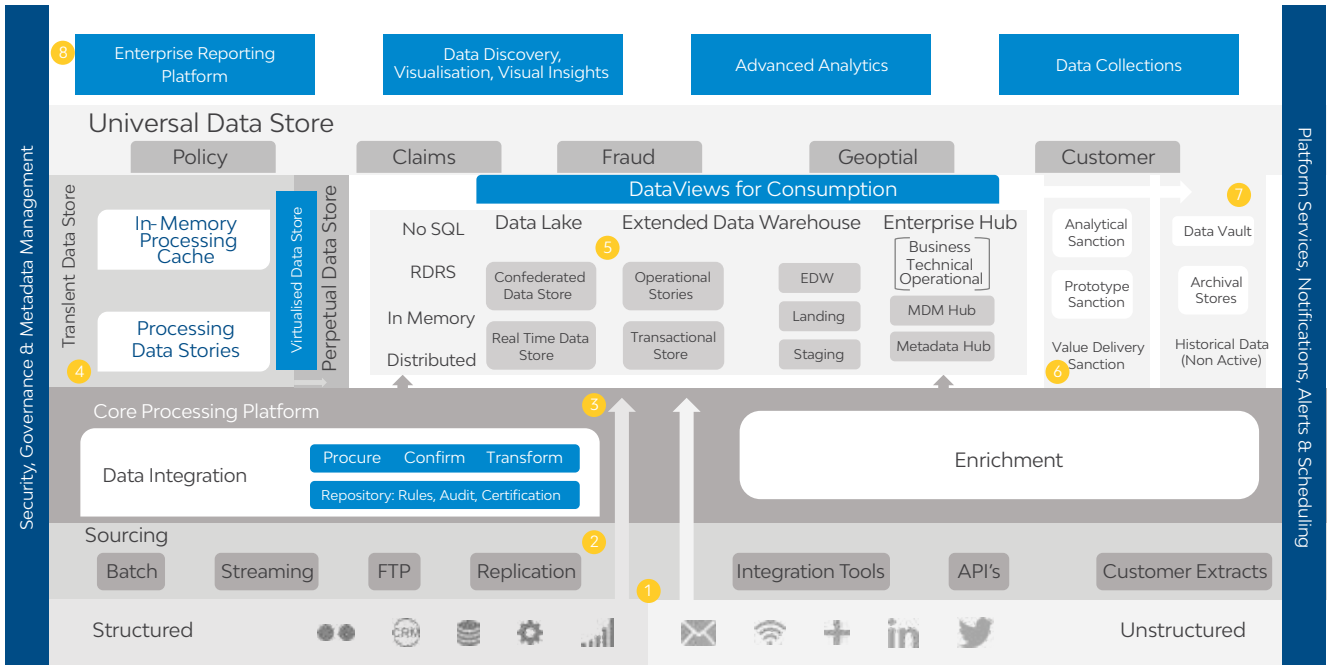 Security, Governance & Metadata Management
8
Enterprise Reporting
Platform
Data Discovery,
Visualisation, Visual Insights
Advanced Analytics
Data Collections
Universal Data Store
Policy
Claims
Fraud
Geoptial
Customer
Transient Data Store
In-Memory
Processing
Cache
Processing
Data Stories
4
Virtualised Data Store
Perpetual Data Store
DataViews for Consumption
No SQL
RDRS
In Memory
Distributed
Data Lake
5
Confederated
Data Store
Real Time Data
Store
Extended Data Warehouse
Operational
Stories
Transactional
Store
EDW
Landing
Staging
Enterprise Hub
Business
Technical
Operational
MDM Hub
Metadata Hub
Analytical
Sanction
Prototype
Sanction
Value Delivery
Sanction
6
7
Data Vault
Archival
Stores
Historical Data
(Non Active)
Core Processing Platform
3
Data Integration
Procure Confirm Transform
Repository: Rules, Audit, Certification
Enrichment
Sourcing
2
Batch
Streaming
FTP
Replication
Integration Tools
API's
Customer Extracts
1
Structured
CRM
in
Unstructured
Platform Services, Notifications, Alerts & Scheduling